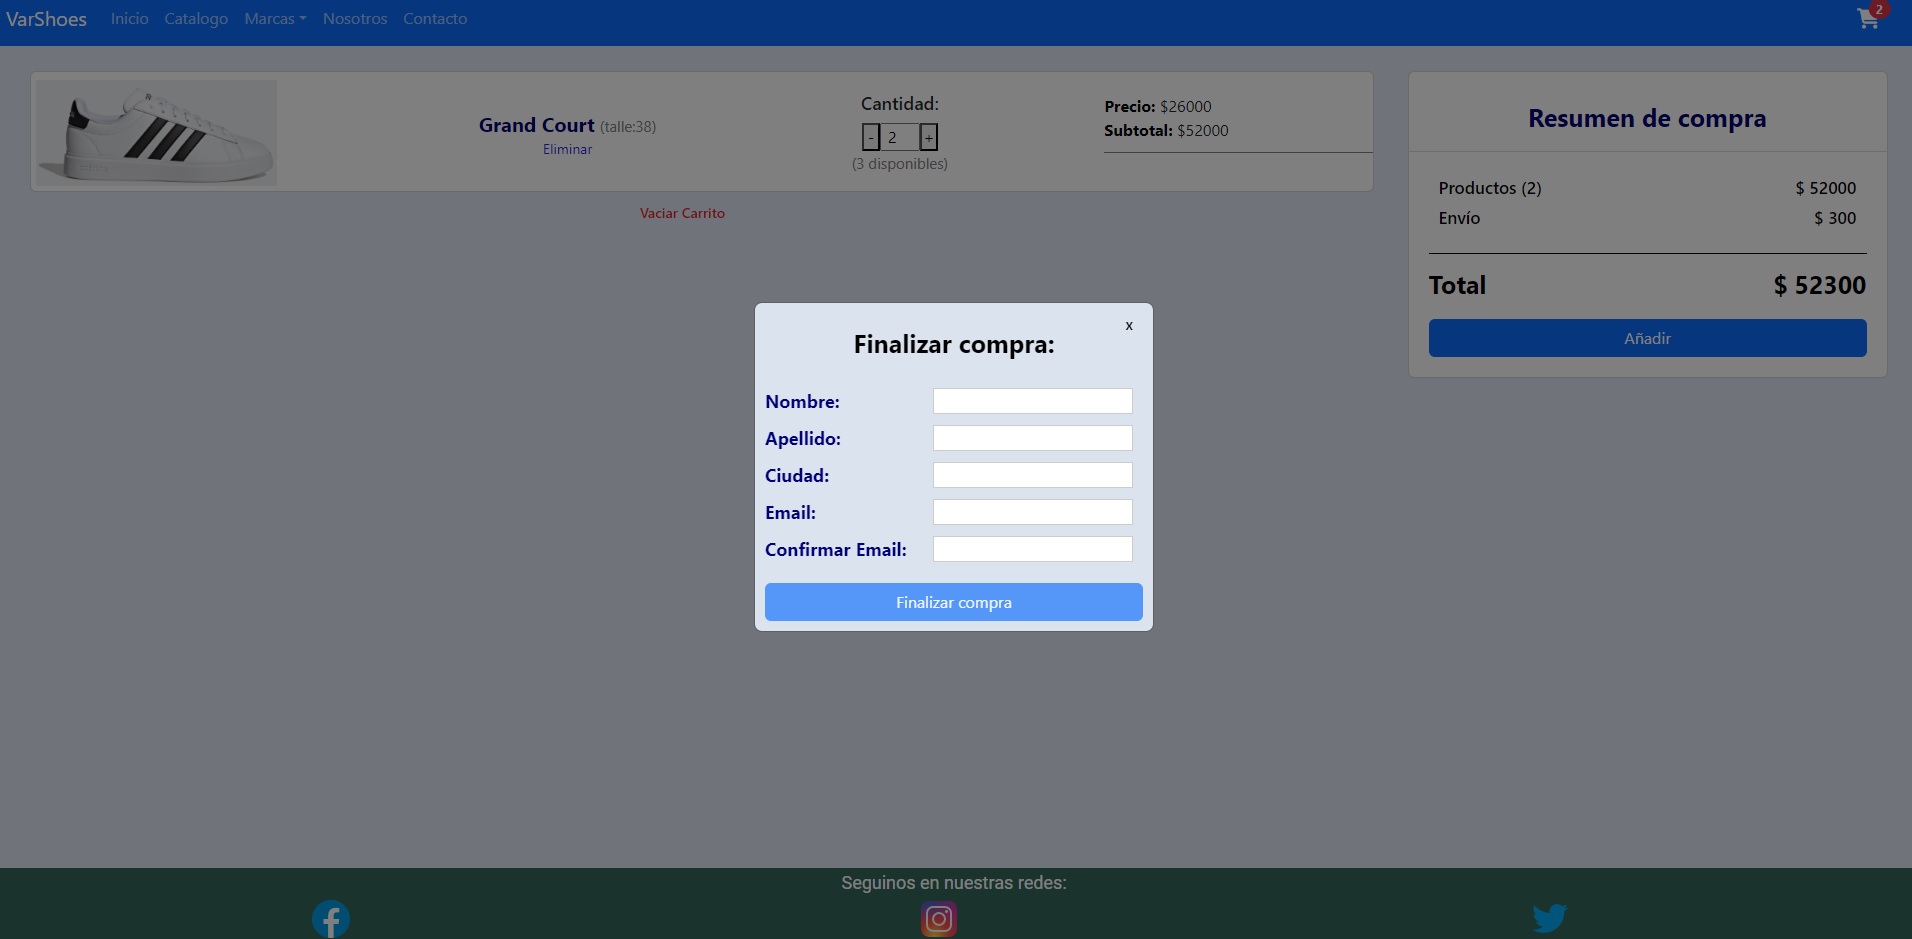 VarShoes Inicio Catalogo Marcas Nosotros Contacto 2
Grand Court (talle:38)
Eliminar
Cantidad:
- 2 +
(3 disponibles)
Precio: $26000
Subtotal: $52000
Vaciar Carrito
Resumen de compra
Productos (2) $ 52000
Envío $ 300
Total $ 52300
Añadir
x
Finalizar compra:
Nombre:
Apellido:
Ciudad:
Email:
Confirmar Email:
Finalizar compra
Seguinos en nuestras redes: